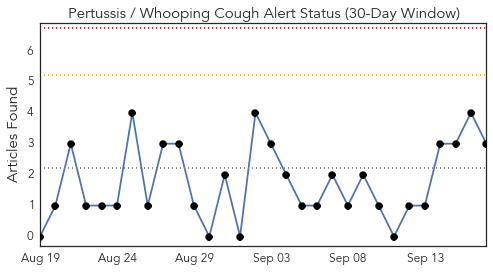 Pertussis / Whooping Cough Alert Status (30-Day Window)
Articles Found
6
5
4
3
2
1
0
Aug 19 Aug 24 Aug 29 Sep 03 Sep 08 Sep 13